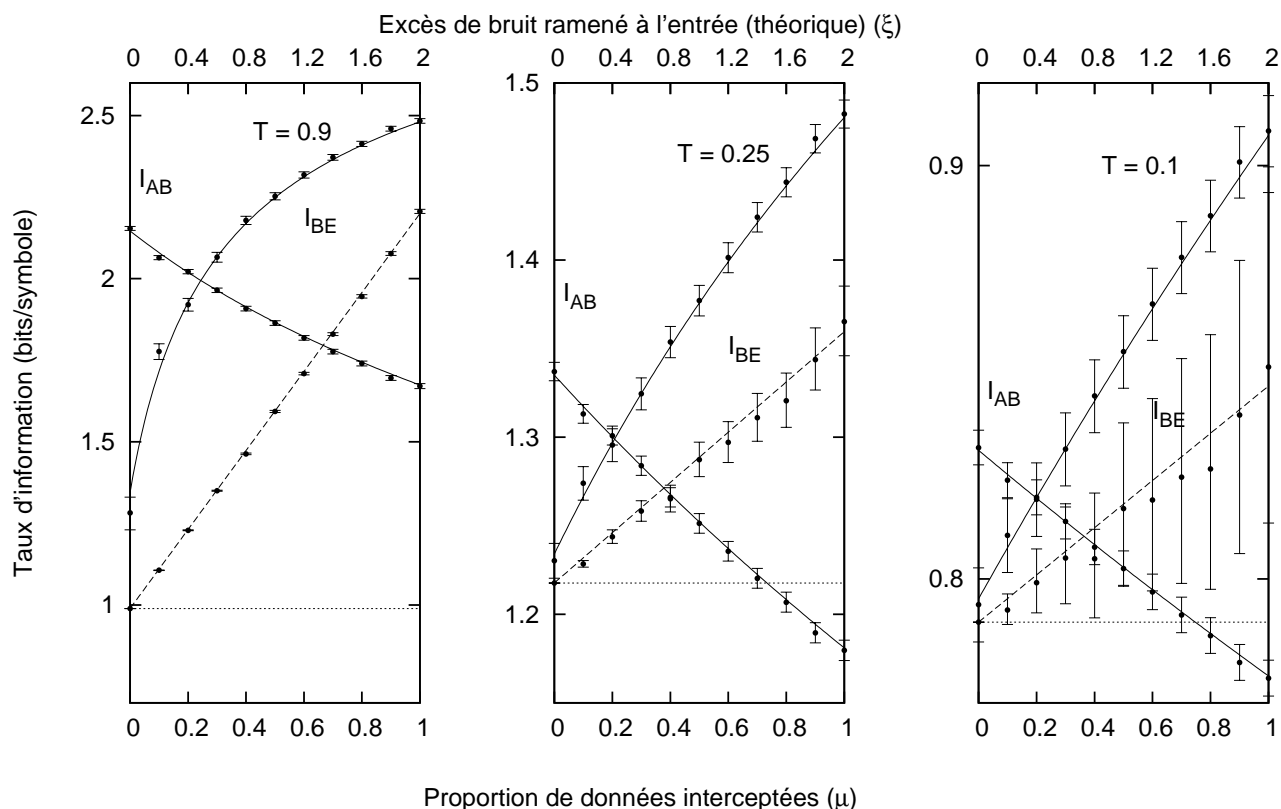 Excès de bruit ramené à l'entrée (théorique) (ξ)
0 0.4 0.8 1.2 1.6 2
0 0.4 0.8 1.2 1.6 2
0 0.4 0.8 1.2 1.6 2
Taux d'information (bits/symbole)
2.5
2
1.5
1
T = 0.9
I_AB
I_BE
0 0.2 0.4 0.6 0.8 1
1.5
1.4
1.3
1.2
T = 0.25
I_AB
I_BE
0 0.2 0.4 0.6 0.8 1
0.9
0.8
T = 0.1
I_AB
I_BE
0 0.2 0.4 0.6 0.8 1
Proportion de données interceptées (μ)